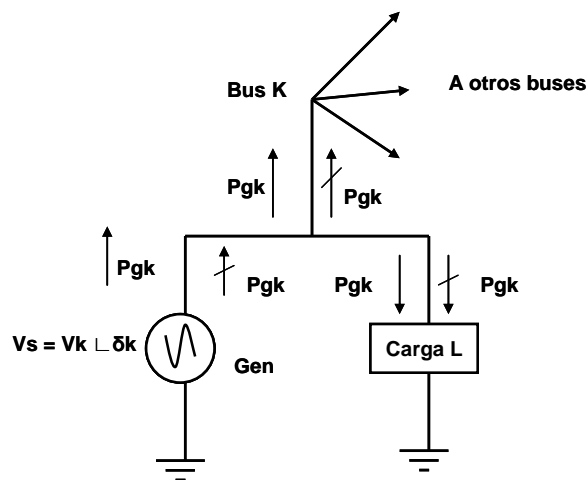 Bus K
A otros buses
Pgk
Pgk
Pgk
Pgk
Pgk
Pgk
Vs = Vk ∟δk
Gen
Carga L